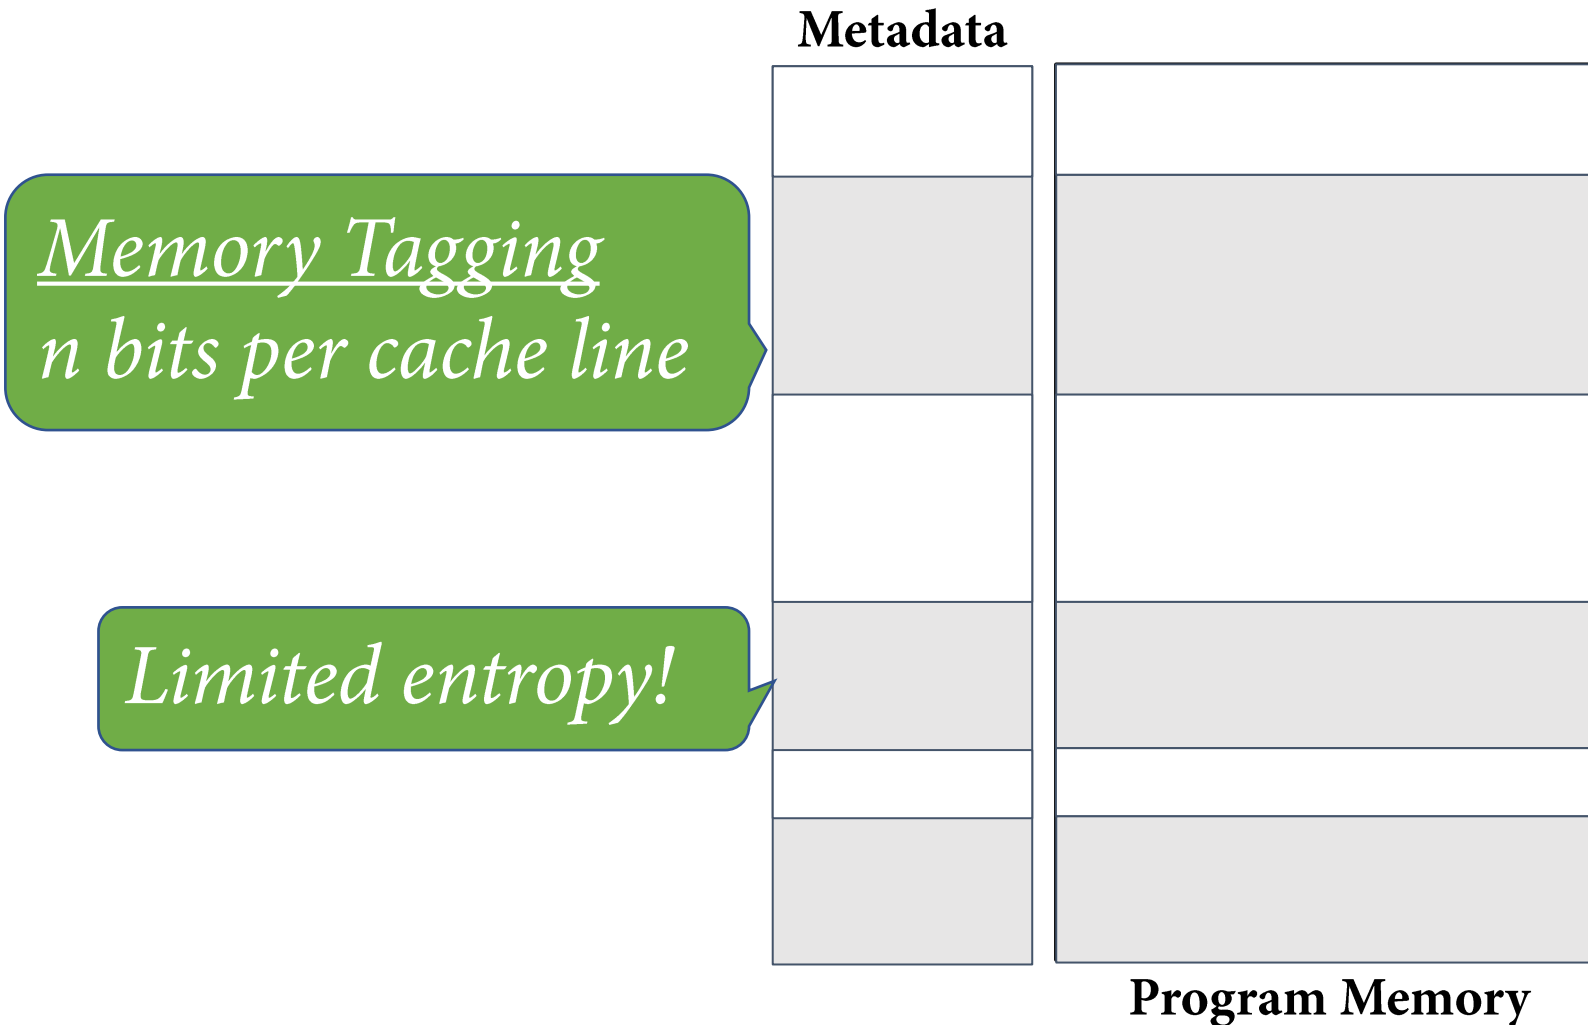 Metadata
Memory Tagging
n bits per cache line
Limited entropy!
Program Memory